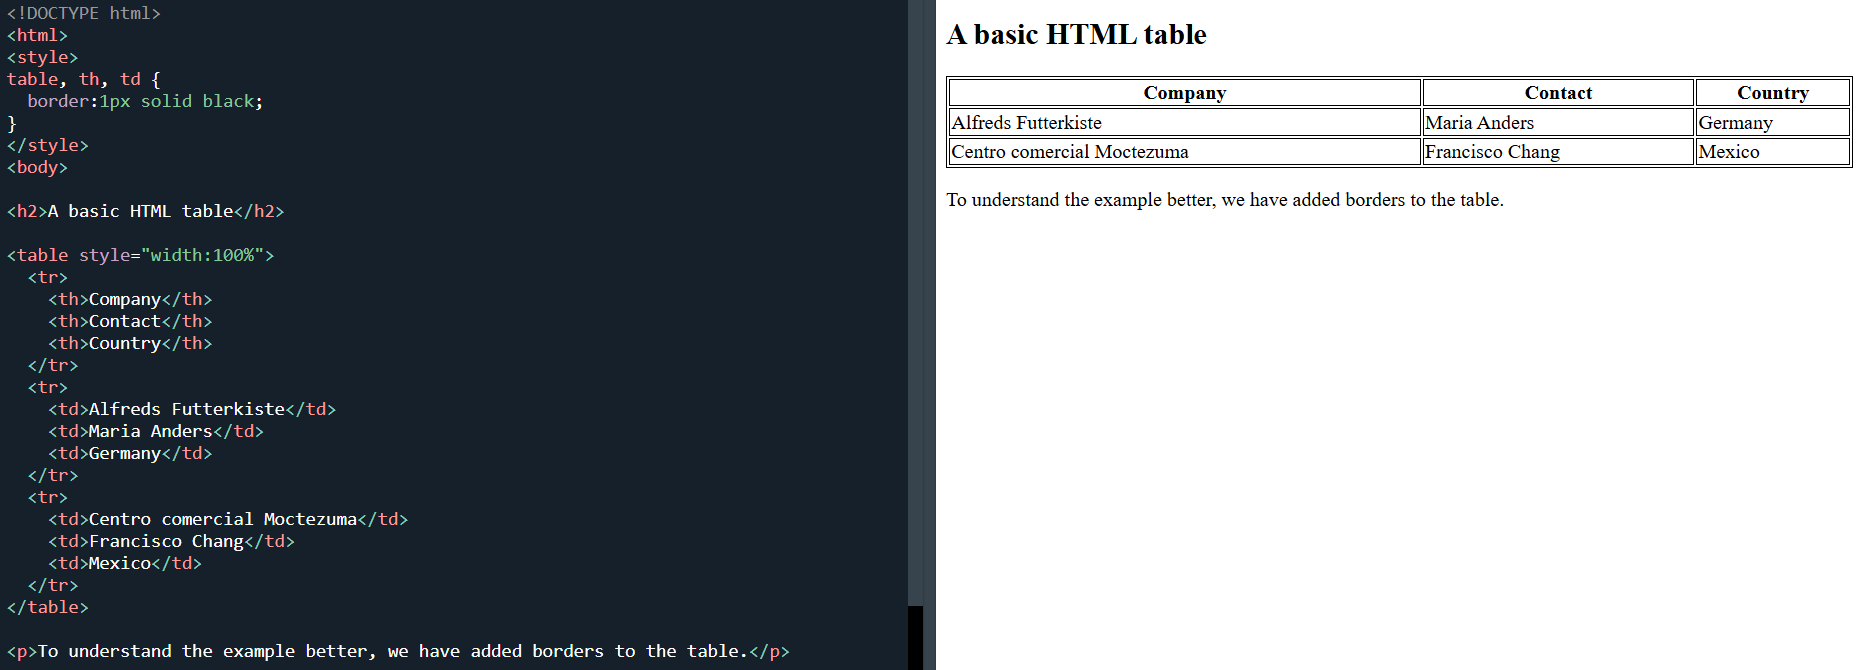 <!DOCTYPE html>
<html>
<style>
table, th, td {
  border:1px solid black;
}
</style>
<body>

<h2>A basic HTML table</h2>

<table style="width:100%">
  <tr>
    <th>Company</th>
    <th>Contact</th>
    <th>Country</th>
  </tr>
  <tr>
    <td>Alfreds Futterkiste</td>
    <td>Maria Anders</td>
    <td>Germany</td>
  </tr>
  <tr>
    <td>Centro comercial Moctezuma</td>
    <td>Francisco Chang</td>
    <td>Mexico</td>
  </tr>
</table>

<p>To understand the example better, we have added borders to the table.</p>

A basic HTML table
Company Contact Country
Alfreds Futterkiste Maria Anders Germany
Centro comercial Moctezuma Francisco Chang Mexico
To understand the example better, we have added borders to the table.